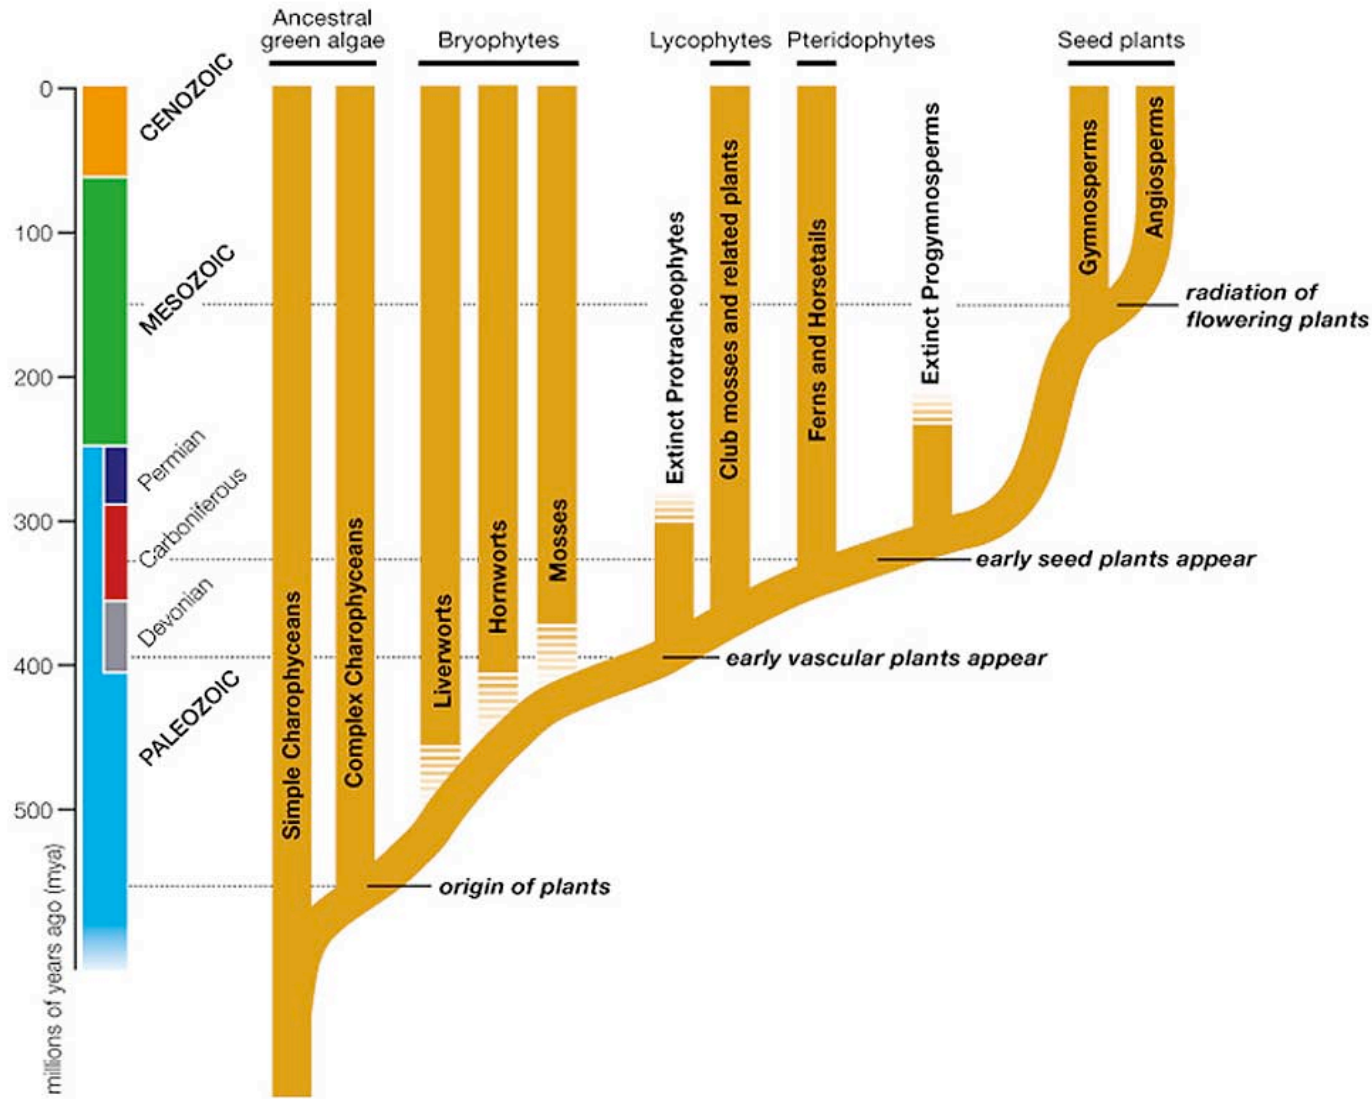 Ancestral
green algae
Bryophytes
Lycophytes
Pteridophytes
Seed plants
0
100
200
300
400
500
millions of years ago (mya)
CENOZOIC
MESOZOIC
Permian
Carboniferous
Devonian
PALEOZOIC
Simple Charophyceans
Complex Charophyceans
Liverworts
Hornworts
Mosses
Extinct Protracheophytes
Club mosses and related plants
Ferns and Horsetails
Extinct Progymnosperms
Gymnosperms
Angiosperms
radiation of
flowering plants
early seed plants appear
early vascular plants appear
origin of plants